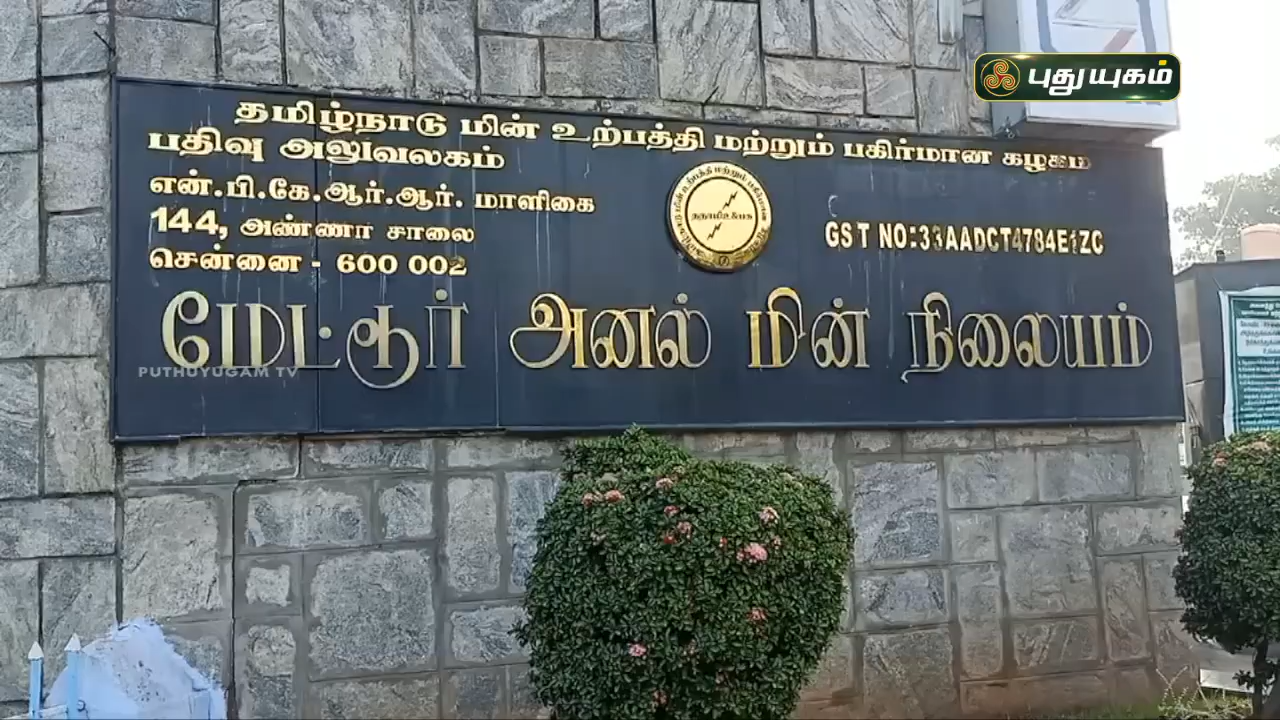 புதுயுகம்
தமிழ்நாடு மின் உற்பத்தி மற்றும் பகிர்மான கழகம்
பதிவு அலுவலகம்
என்.பி.கே.ஆர்.ஆர். மாளிகை
144, அண்ணா சாலை
சென்னை - 600 002
GST NO:33AADCT4784E1ZC
மேட்டூர் அனல் மின் நிலையம்
PUTHUYUGAM TV